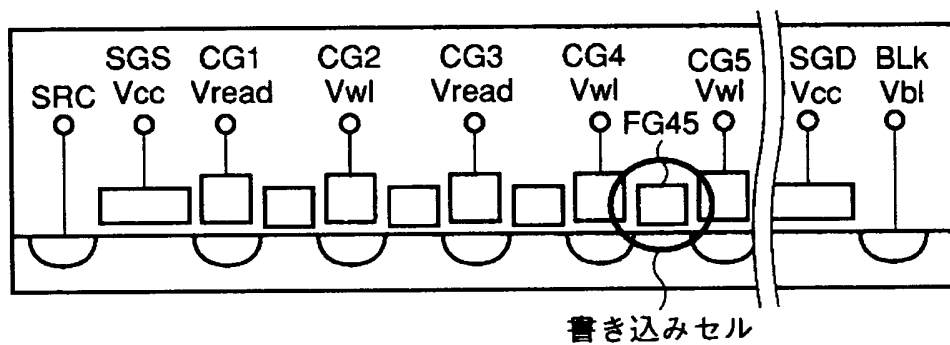 SRC
SGS
Vcc
CG1
Vread
CG2
Vwl
CG3
Vread
CG4
Vwl
FG45
CG5
Vwl
SGD
Vcc
BLk
Vbl
書き込みセル